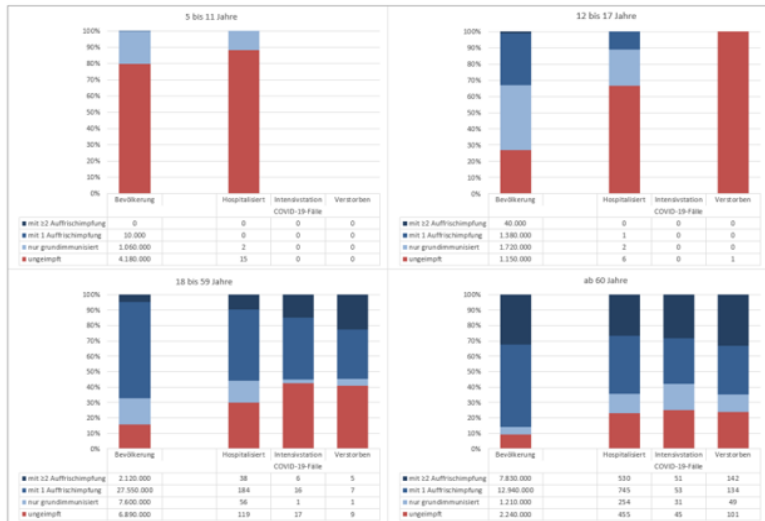 5 bis 11 Jahre
100%
90%
80%
70%
60%
50%
40%
30%
20%
10%
0%
Bevölkerung Hospitalisiert Intensivstation Verstorben
COVID-19-Fälle
mit ≥2 Auffrischimpfung 0 0 0 0
mit 1 Auffrischimpfung 10.000 0 0 0
nur grundimmunisiert 1.060.000 2 0 0
ungeimpft 4.180.000 15 0 0
12 bis 17 Jahre
100%
90%
80%
70%
60%
50%
40%
30%
20%
10%
0%
Bevölkerung Hospitalisiert Intensivstation Verstorben
COVID-19-Fälle
mit ≥2 Auffrischimpfung 40.000 0 0 0
mit 1 Auffrischimpfung 1.380.000 1 0 0
nur grundimmunisiert 1.720.000 2 0 0
ungeimpft 1.150.000 6 0 1
18 bis 59 Jahre
100%
90%
80%
70%
60%
50%
40%
30%
20%
10%
0%
Bevölkerung Hospitalisiert Intensivstation Verstorben
COVID-19-Fälle
mit ≥2 Auffrischimpfung 2.120.000 38 6 5
mit 1 Auffrischimpfung 27.550.000 184 16 7
nur grundimmunisiert 7.600.000 56 1 1
ungeimpft 6.890.000 119 17 9
ab 60 Jahre
100%
90%
80%
70%
60%
50%
40%
30%
20%
10%
0%
Bevölkerung Hospitalisiert Intensivstation Verstorben
COVID-19-Fälle
mit ≥2 Auffrischimpfung 7.830.000 530 51 142
mit 1 Auffrischimpfung 12.940.000 745 53 134
nur grundimmunisiert 1.210.000 254 31 49
ungeimpft 2.240.000 455 45 101